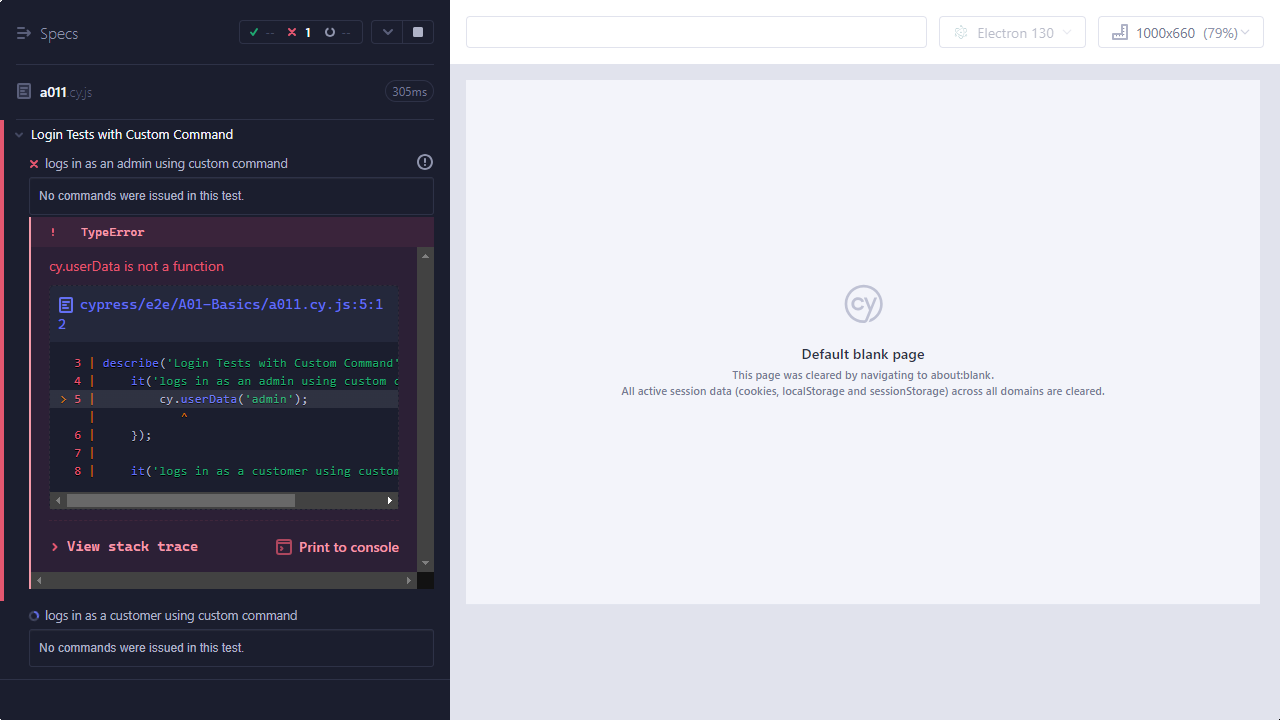 Specs
--
1
--
a011 cy.js
305ms
Login Tests with Custom Command
logs in as an admin using custom command
No commands were issued in this test.
! TypeError
cy.userData is not a function
cypress/e2e/A01-Basics/a011.cy.js:5:1
2
3 | describe('Login Tests with Custom Command'
4 |     it('logs in as an admin using custom c
> 5 |         cy.userData('admin');
|            ^
6 |     });
7 |
8 |     it('logs in as a customer using custom
> View stack trace
Print to console
logs in as a customer using custom command
No commands were issued in this test.
Electron 130
1000x660 (79%)
cy
Default blank page
This page was cleared by navigating to about:blank.
All active session data (cookies, localStorage and sessionStorage) across all domains are cleared.